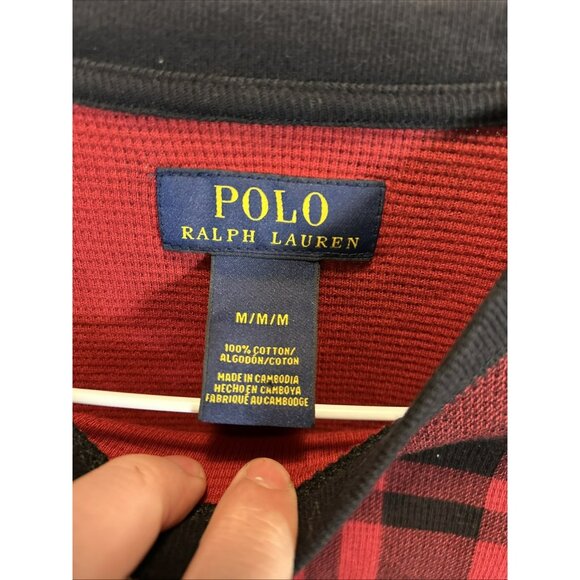 POLO
RALPH LAUREN
M/M/M
100% COTTON/
ALGODÓN/COTON
MADE IN CAMBODIA
HECHO EN CAMBOYA
FABRIQUÉ AU CAMBODGE